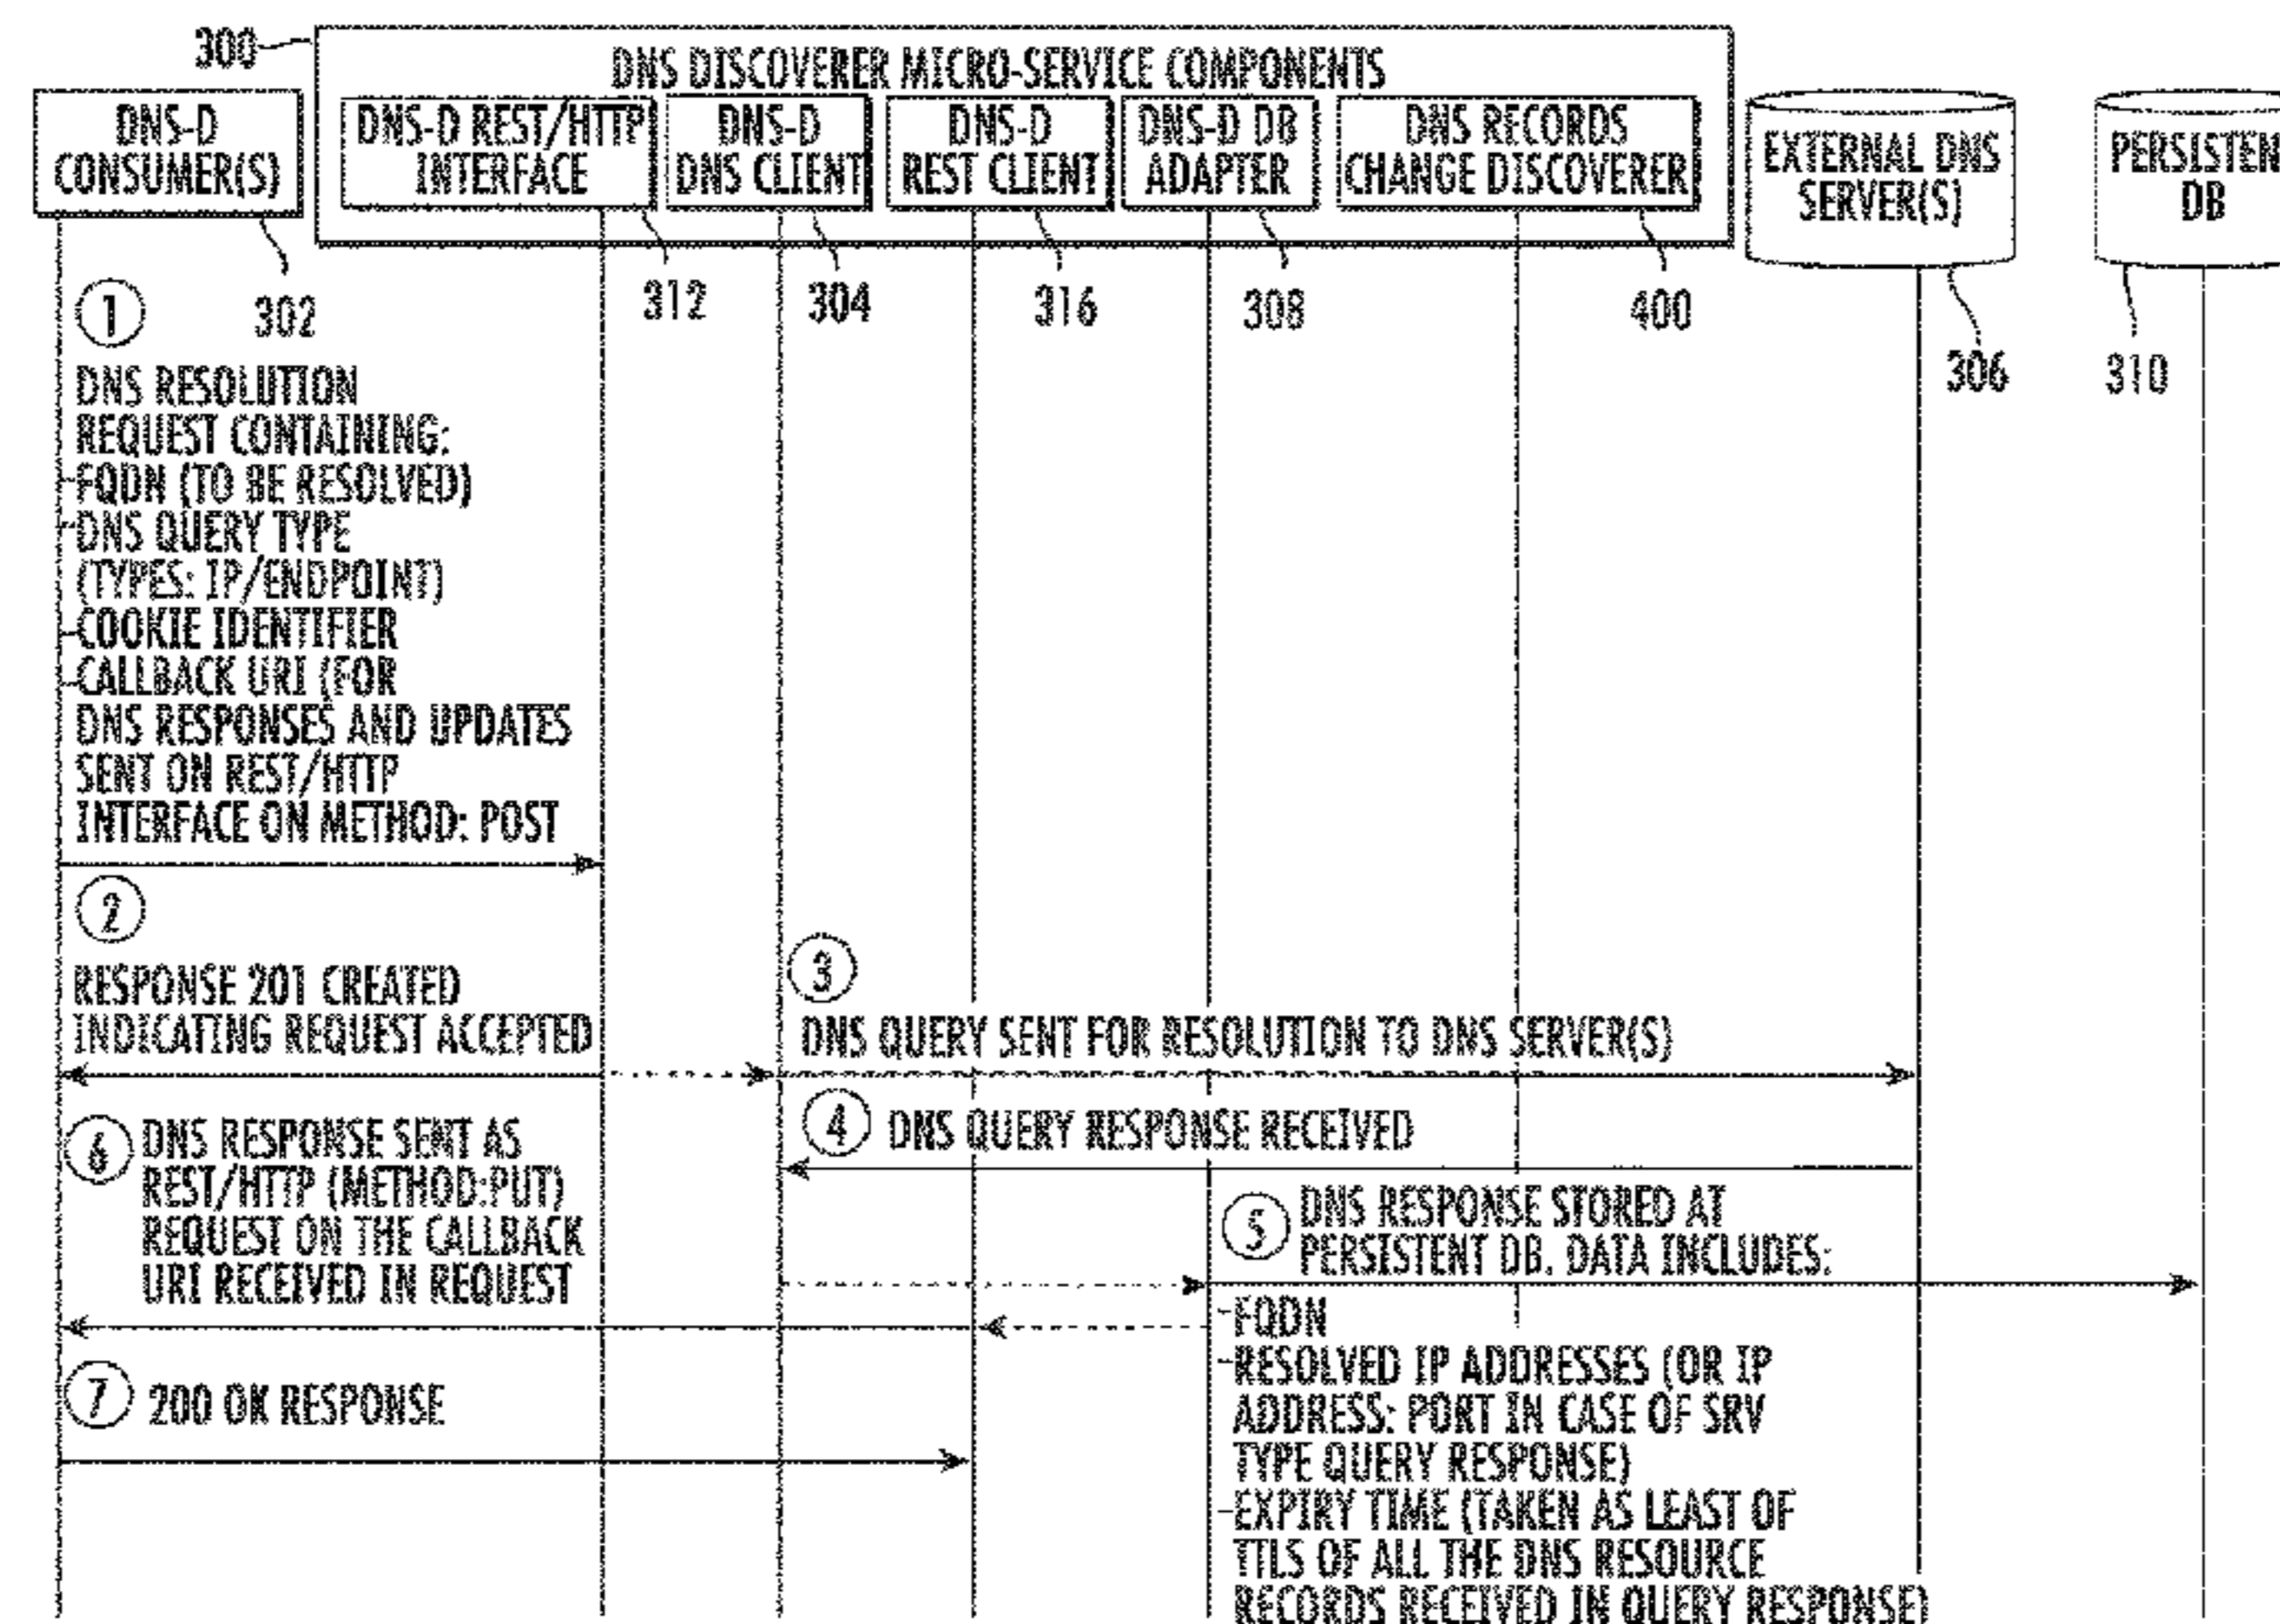 300
DNS DISCOVERER MICRO-SERVICE COMPONENTS
DNS-D
CONSUMER(S)
DNS-D REST/HTTP
INTERFACE
DNS-D
DNS CLIENT
DNS-D
REST CLIENT
DNS-D DB
ADAPTER
DNS RECORDS
CHANGE DISCOVERER
EXTERNAL DNS
SERVER(S)
PERSISTEN
DB
302
312
304
316
308
400
306
310
1
DNS RESOLUTION
REQUEST CONTAINING:
-FQDN (TO BE RESOLVED)
-DNS QUERY TYPE
(TYPES: IP/ENDPOINT)
-COOKIE IDENTIFIER
-CALLBACK URI (FOR
DNS RESPONSES AND UPDATES
SENT ON REST/HTTP
INTERFACE ON METHOD: POST
2
RESPONSE 201 CREATED
INDICATING REQUEST ACCEPTED
3
DNS QUERY SENT FOR RESOLUTION TO DNS SERVER(S)
4 DNS QUERY RESPONSE RECEIVED
5 DNS RESPONSE STORED AT
PERSISTENT DB. DATA INCLUDES:
-FQDN
-RESOLVED IP ADDRESSES (OR IP
ADDRESS: PORT IN CASE OF SRV
TYPE QUERY RESPONSE)
-EXPIRY TIME (TAKEN AS LEAST OF
TTLS OF ALL THE DNS RESOURCE
RECORDS RECEIVED IN QUERY RESPONSE)
6 DNS RESPONSE SENT AS
REST/HTTP (METHOD:PUT)
REQUEST ON THE CALLBACK
URI RECEIVED IN REQUEST
7 200 OK RESPONSE